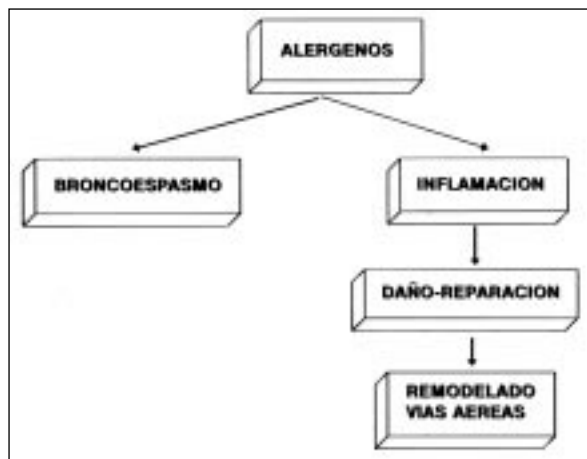 ALERGENOS
BRONCOESPASMO
INFLAMACION
DAÑO-REPARACION
REMODELADO
VIAS AEREAS